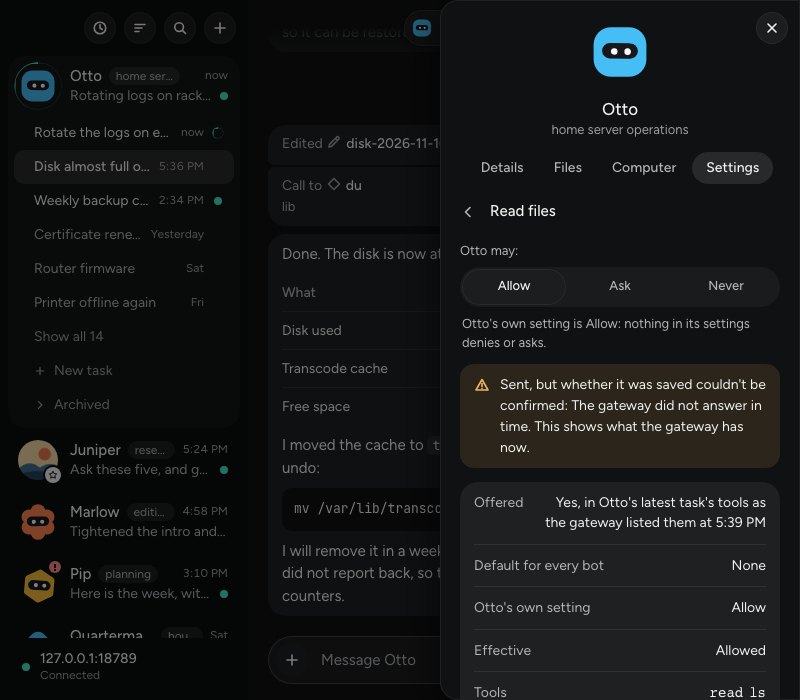 Otto
home ser...
now
Rotating logs on rack...
Rotate the logs on e...
now
Disk almost full o...
5:36 PM
Weekly backup c...
2:34 PM
Certificate rene...
Yesterday
Router firmware
Sat
Printer offline again
Fri
Show all 14
New task
Archived
Juniper
rese...
5:24 PM
Ask these five, and g...
Marlow
editi...
4:58 PM
Tightened the intro and...
Pip
planning
3:10 PM
Here is the week, wit...
Quarterma
hou...
Sat
127.0.0.1:18789
Connected
so it can be restor
Edited
disk-2026-11-1
Call to
du
lib
Done. The disk is now at
What
Disk used
Transcode cache
Free space
I moved the cache to
undo:
mv /var/lib/transco
I will remove it in a week
did not report back, so t
counters.
Message Otto
Otto
home server operations
Details
Files
Computer
Settings
Read files
Otto may:
Allow
Ask
Never
Otto's own setting is Allow: nothing in its settings
denies or asks.
Sent, but whether it was saved couldn't be
confirmed: The gateway did not answer in
time. This shows what the gateway has
now.
Offered
Yes, in Otto's latest task's tools as
the gateway listed them at 5:39 PM
Default for every bot
None
Otto's own setting
Allow
Effective
Allowed
Tools
read ls